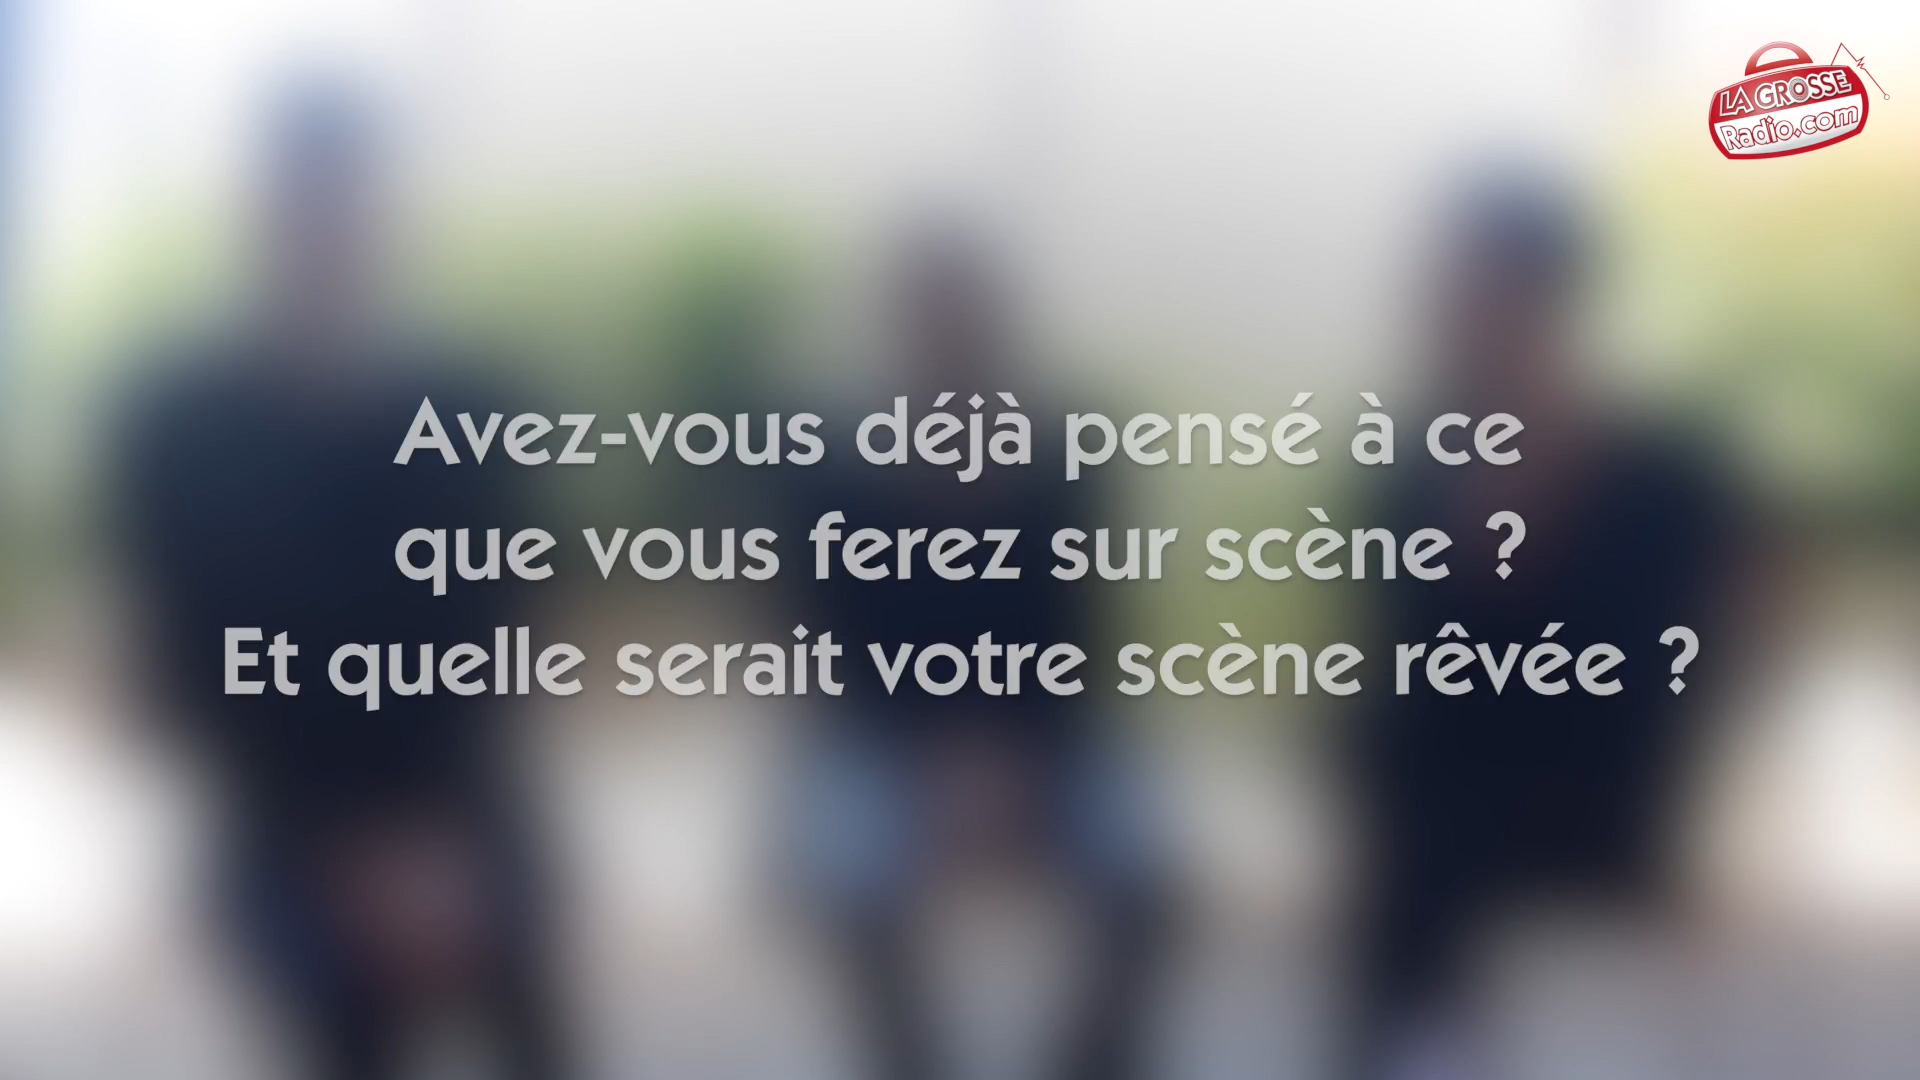 LA GROSSE
Radio.com
Avez-vous déjà pensé à ce
que vous ferez sur scène ?
Et quelle serait votre scène rêvée ?